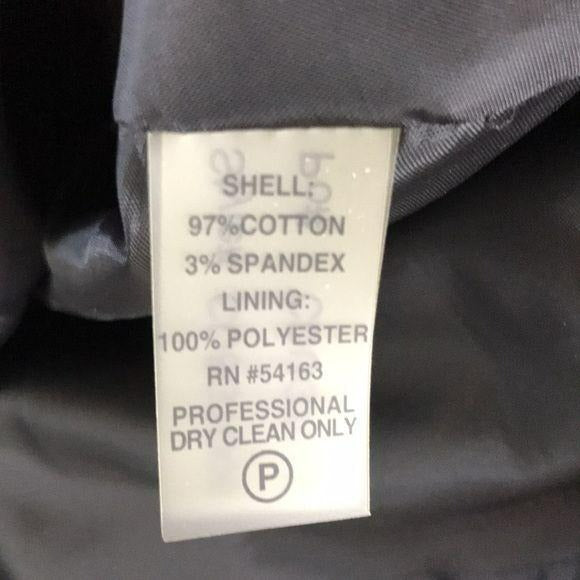 SHELL:
97%COTTON
3% SPANDEX
LINING:
100% POLYESTER
RN #54163
PROFESSIONAL
DRY CLEAN ONLY
P